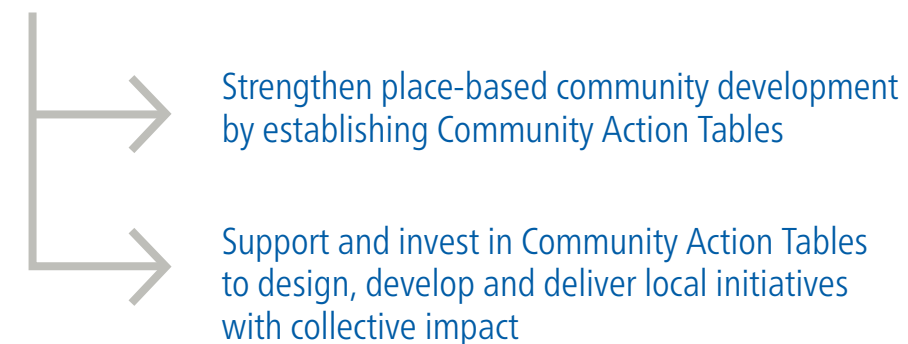 Strengthen place-based community development
by establishing Community Action Tables
Support and invest in Community Action Tables
to design, develop and deliver local initiatives
with collective impact